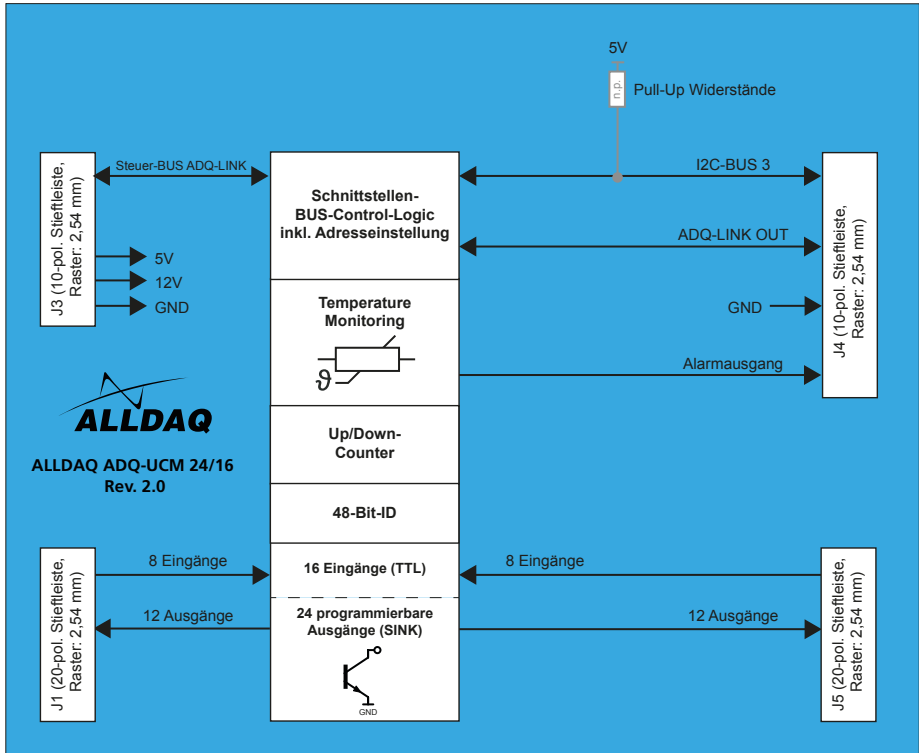 5V
n.p.
Pull-Up Widerstände
J3 (10-pol. Stieftleiste,
Raster: 2,54 mm)
Steuer-BUS ADQ-LINK
5V
12V
GND
Schnittstellen-
BUS-Control-Logic
inkl. Adresseinstellung
I2C-BUS 3
ADQ-LINK OUT
GND
Alarmausgang
J4 (10-pol. Stieftleiste,
Raster: 2,54 mm)
Temperature
Monitoring
ϑ
ALLDAQ
ALLDAQ ADQ-UCM 24/16
Rev. 2.0
Up/Down-
Counter
48-Bit-ID
J1 (20-pol. Stieftleiste,
Raster: 2,54 mm)
8 Eingänge
12 Ausgänge
16 Eingänge (TTL)
24 programmierbare
Ausgänge (SINK)
GND
8 Eingänge
12 Ausgänge
J5 (20-pol. Stieftleiste,
Raster: 2,54 mm)